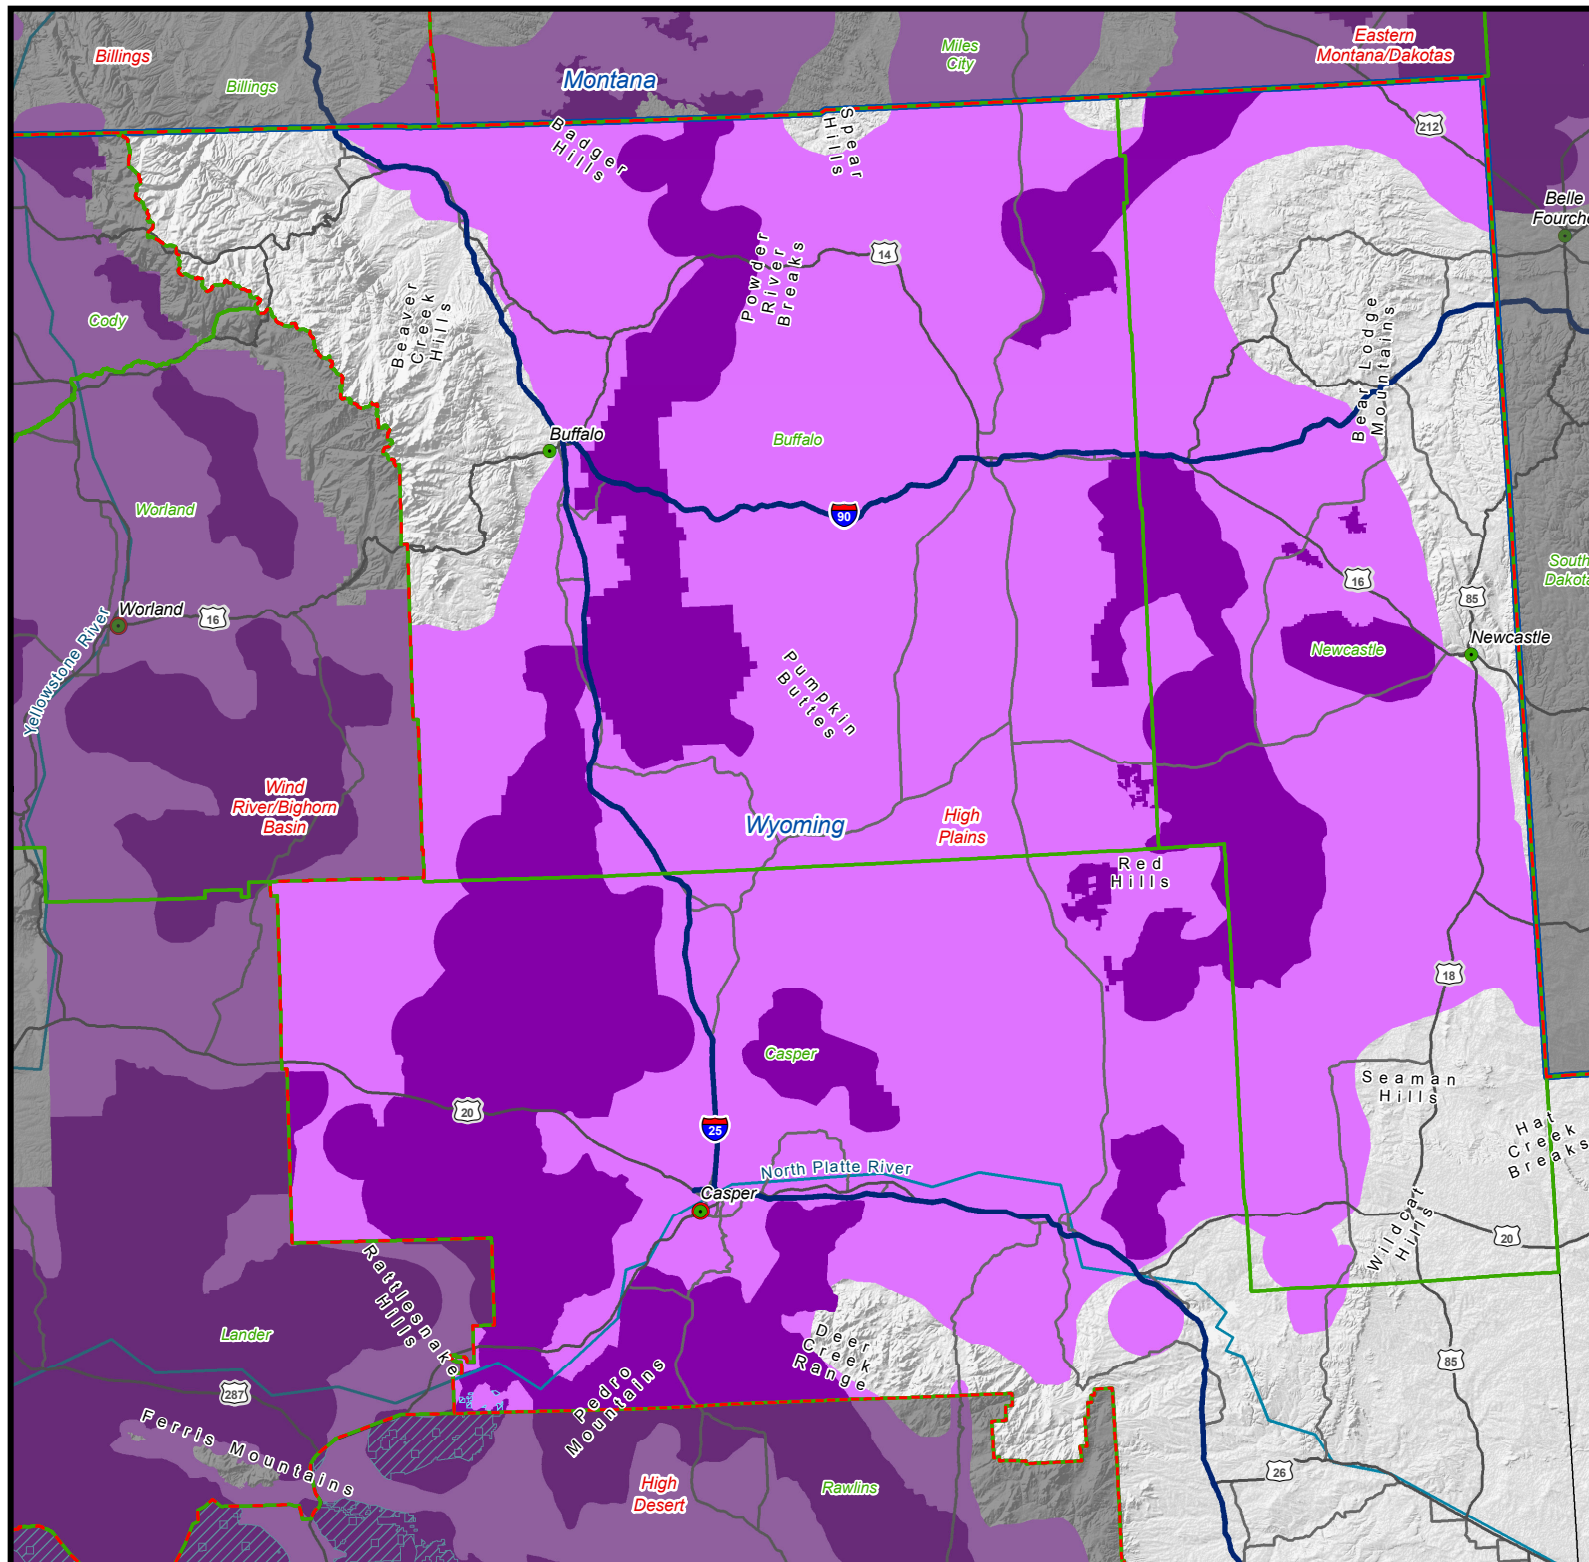 Billings
Billings
Montana
Miles
City
Eastern
Montana/Dakotas
Badger
Hills
Spear
Hills
212
Belle
Fourche
Cody
Beaver
Creek
Hills
Powder
River
Breaks
14
Bear Lodge
Mountains
Buffalo
Buffalo
90
Worland
Worland
16
16
85
South
Dakota
Newcastle
Newcastle
Yellowstone River
Pumpkin
Buttes
Wind
River/Bighorn
Basin
Wyoming
High
Plains
Red
Hills
18
Casper
Seaman
Hills
Hat
Creek
Breaks
20
25
North Platte River
Casper
Wildcat
Hills
20
Rattlesnake
Hills
Lander
287
Deer
Creek
Range
85
Pedro
Mountains
Ferris Mountains
High
Desert
Rawlins
26